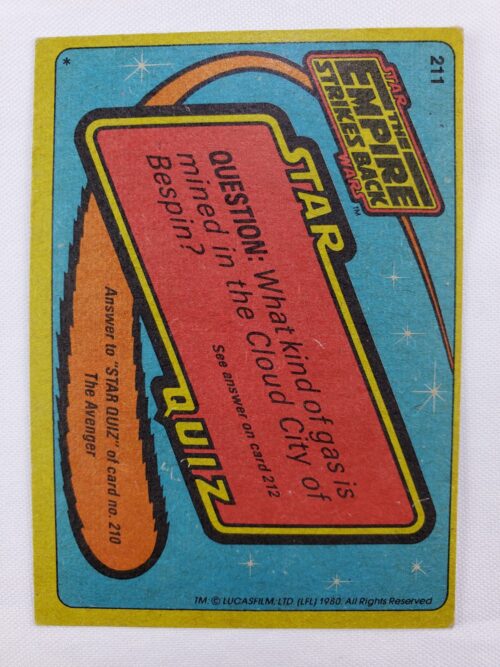 211
STAR
THE
EMPIRE
STRIKES BACK
WARS™
STAR
QUESTION: What kind of gas is
mined in the Cloud City of
Bespin?
See answer on card 212
QUIZ
Answer to "STAR QUIZ" of card no. 210
The Avenger
TM: © LUCASFILM, LTD. (LFL) 1980. All Rights Reserved
*